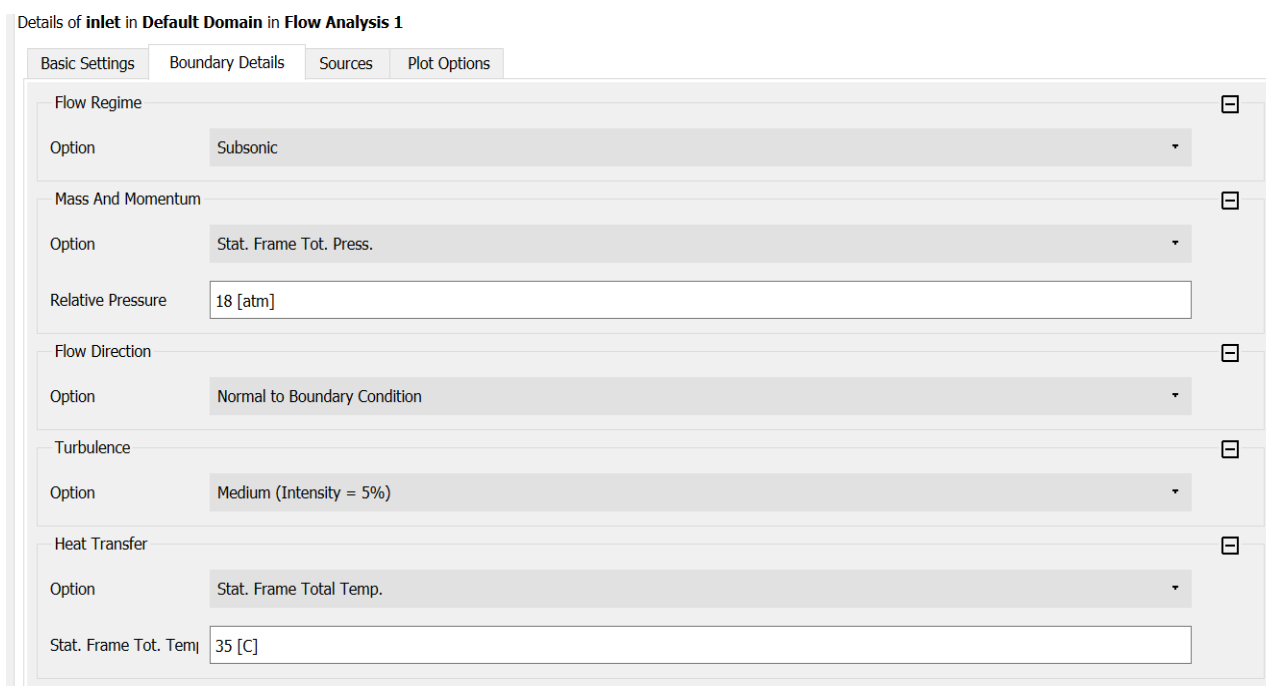 Details of inlet in Default Domain in Flow Analysis 1
Basic Settings Boundary Details Sources Plot Options
Flow Regime
Option Subsonic
Mass And Momentum
Option Stat. Frame Tot. Press.
Relative Pressure 18 [atm]
Flow Direction
Option Normal to Boundary Condition
Turbulence
Option Medium (Intensity = 5%)
Heat Transfer
Option Stat. Frame Total Temp.
Stat. Frame Tot. Temp 35 [C]